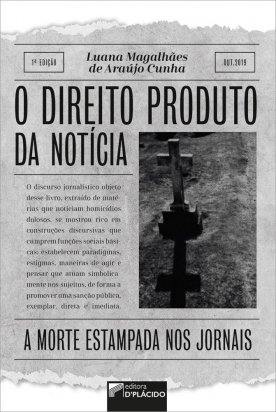 1ª EDIÇÃO
Luana Magalhães
de Araújo Cunha
OUT.2019
O DIREITO PRODUTO
DA NOTÍCIA
O discurso jornalístico objeto
desse livro, extraído de maté
rias que noticiam homicídios
dolosos, se mostrou rico em
construções discursivas que
cumprem funções sociais bási
cas: estabelecem paradigmas,
estigmas, maneiras de agir e
pensar que atuam simbolica
mente nos sujeitos, de forma a
promover uma sanção pública,
exemplar, direta e imediata.
A MORTE ESTAMPADA NOS JORNAIS
editora
D'PLÁCIDO